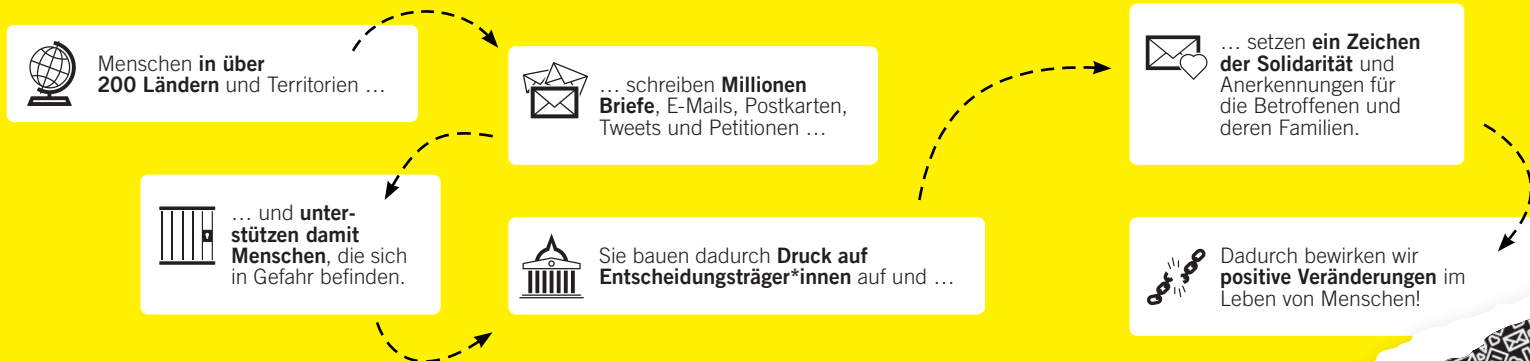 Menschen in über
200 Ländern und Territorien …
… schreiben Millionen
Briefe, E-Mails, Postkarten,
Tweets und Petitionen …
… und unter-
stützen damit
Menschen, die sich
in Gefahr befinden.
Sie bauen dadurch Druck auf
Entscheidungsträger*innen auf und …
… setzen ein Zeichen
der Solidarität und
Anerkennungen für
die Betroffenen und
deren Familien.
Dadurch bewirken wir
positive Veränderungen im
Leben von Menschen!